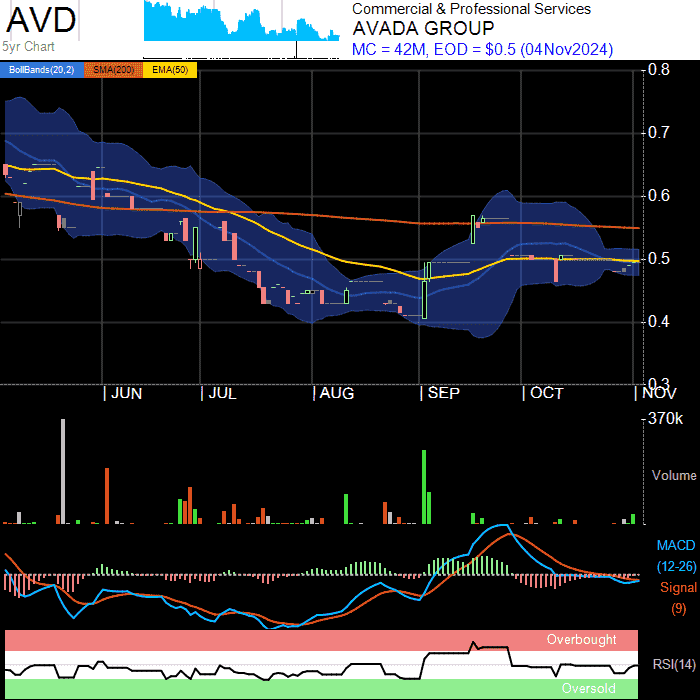 AVD
5yr Chart
Commercial & Professional Services
AVADA GROUP
MC = 42M, EOD = $0.5 (04Nov2024)
BollBands(20,2) SMA(200) EMA(50)
0.8
0.7
0.6
0.5
0.4
0.3
JUN JUL AUG SEP OCT NOV
370k
Volume
MACD
(12-26)
Signal
(9)
Overbought
RSI(14)
Oversold